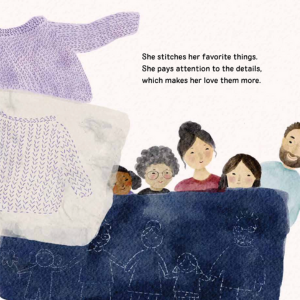 She stitches her favorite things.
She pays attention to the details,
which makes her love them more.